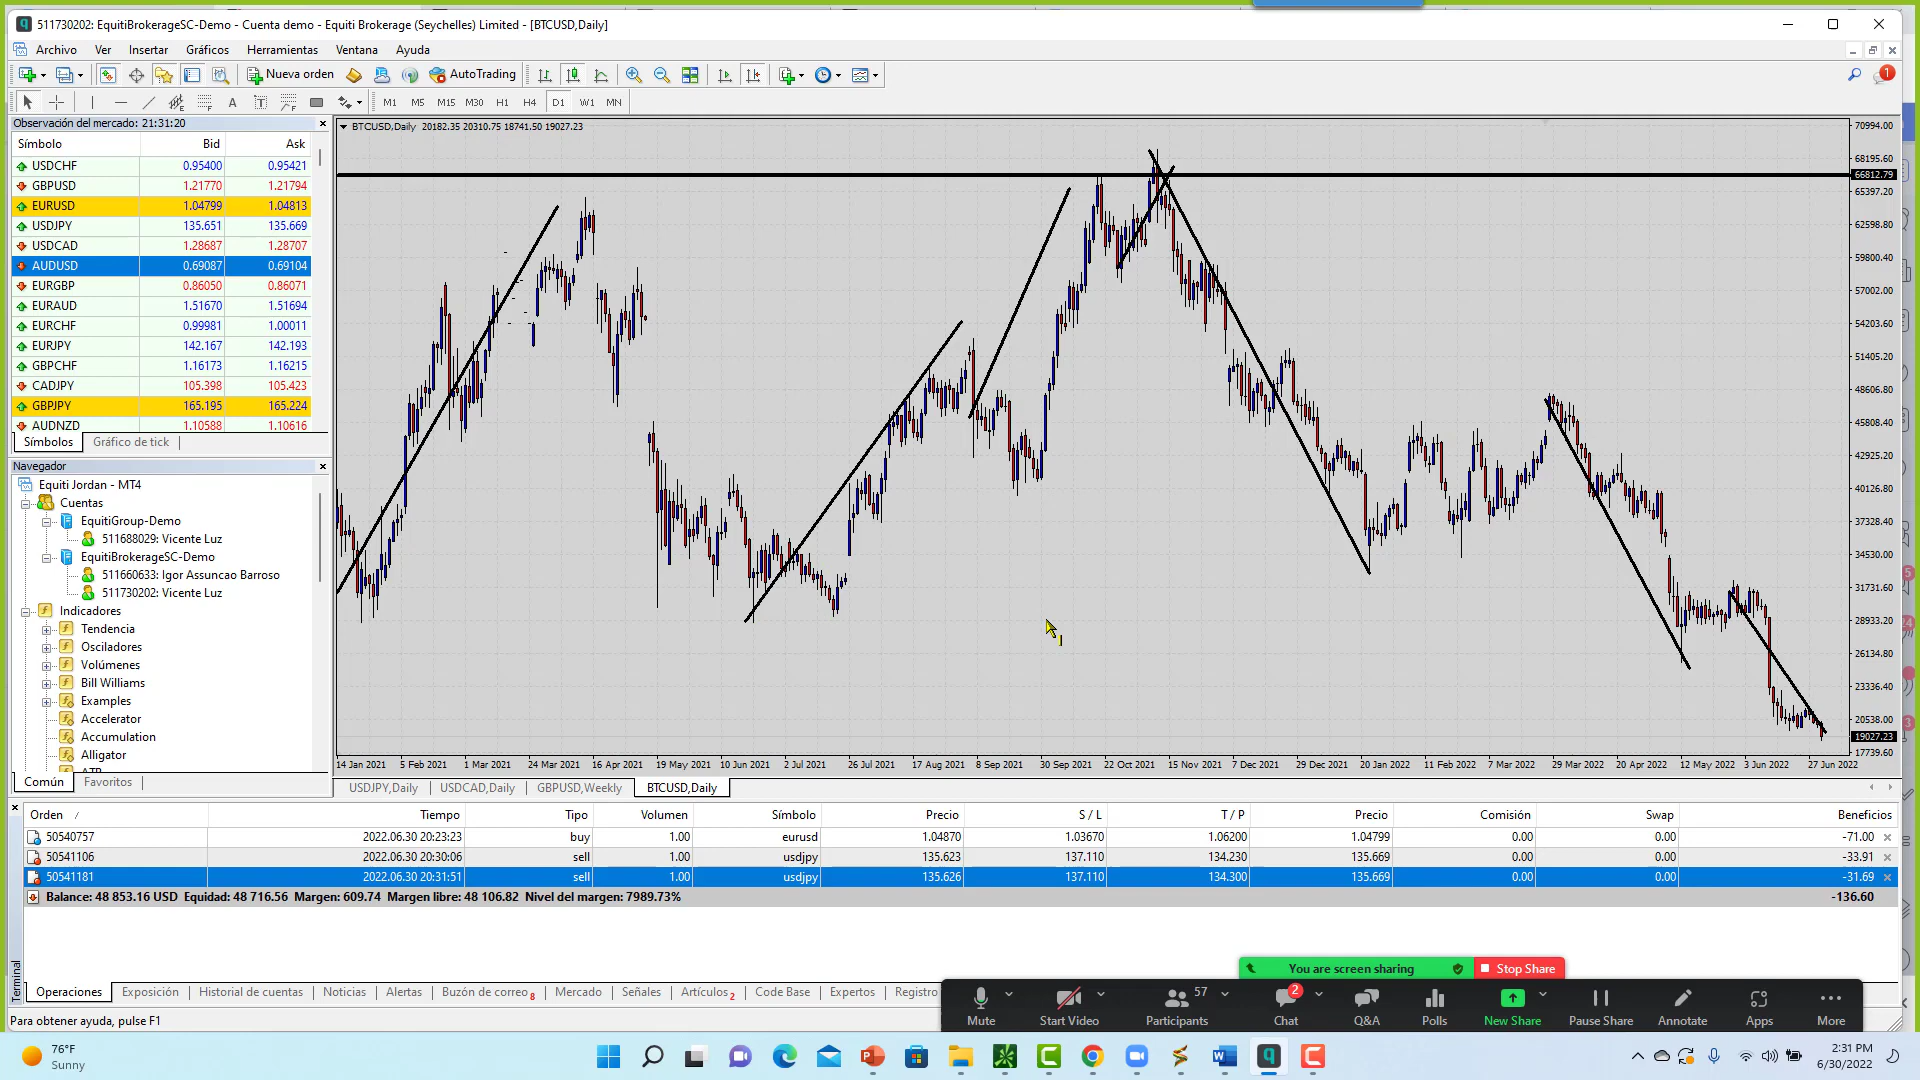 511730202: EquitiBrokerageSC-Demo - Cuenta demo - Equiti Brokerage (Seychelles) Limited - [BTCUSD,Daily]
Archivo Ver Insertar Gráficos Herramientas Ventana Ayuda
Nueva orden AutoTrading 1
A T M1 M5 M15 M30 H1 H4 D1 W1 MN
Observación del mercado: 21:31:20
Símbolo Bid Ask
USDCHF 0.95400 0.95421
GBPUSD 1.21770 1.21794
EURUSD 1.04799 1.04813
USDJPY 135.651 135.669
USDCAD 1.28687 1.28707
AUDUSD 0.69087 0.69104
EURGBP 0.86050 0.86071
EURAUD 1.51670 1.51694
EURCHF 0.99981 1.00011
EURJPY 142.167 142.193
GBPCHF 1.16173 1.16215
CADJPY 105.398 105.423
GBPJPY 165.195 165.224
AUDNZD 1.10588 1.10616
Símbolos Gráfico de tick
Navegador
Equiti Jordan - MT4
Cuentas
EquitiGroup-Demo
511688029: Vicente Luz
EquitiBrokerageSC-Demo
511660633: Igor Assuncao Barroso
511730202: Vicente Luz
Indicadores
Tendencia
Osciladores
Volúmenes
Bill Williams
Examples
Accelerator
Accumulation
Alligator
Común Favoritos
BTCUSD,Daily 20182.35 20310.75 18741.50 19027.23
70994.00
68195.60
66812.79
65397.20
62598.80
59800.40
57002.00
54203.60
51405.20
48606.80
45808.40
42925.20
40126.80
37328.40
34530.00
31731.60
28933.20
26134.80
23336.40
20538.00
19027.23
17739.60
14 Jan 2021 5 Feb 2021 1 Mar 2021 24 Mar 2021 16 Apr 2021 19 May 2021 10 Jun 2021 2 Jul 2021 26 Jul 2021 17 Aug 2021 8 Sep 2021 30 Sep 2021 22 Oct 2021 15 Nov 2021 7 Dec 2021 29 Dec 2021 20 Jan 2022 11 Feb 2022 7 Mar 2022 29 Mar 2022 20 Apr 2022 12 May 2022 3 Jun 2022 27 Jun 2022
USDJPY,Daily USDCAD,Daily GBPUSD,Weekly BTCUSD,Daily
Orden / Tiempo Tipo Volumen Símbolo Precio S / L T / P Precio Comisión Swap Beneficios
50540757 2022.06.30 20:23:23 buy 1.00 eurusd 1.04870 1.03670 1.06200 1.04799 0.00 0.00 -71.00
50541106 2022.06.30 20:30:06 sell 1.00 usdjpy 135.623 137.110 134.230 135.669 0.00 0.00 -33.91
50541181 2022.06.30 20:31:51 sell 1.00 usdjpy 135.626 137.110 134.300 135.669 0.00 0.00 -31.69
Balance: 48 853.16 USD Equidad: 48 716.56 Margen: 609.74 Margen libre: 48 106.82 Nivel del margen: 7989.73% -136.60
Terminal
Operaciones Exposición Historial de cuenta Noticias Alertas Buzón de correo 8 Mercado Señales Artículos 2 Code Base Expertos Registro
Para obtener ayuda, pulse F1
You are screen sharing Stop Share
57 2
Mute Start Video Participants Chat Q&A Polls New Share Pause Share Annotate Apps More
76°F
Sunny
2:31 PM
6/30/2022